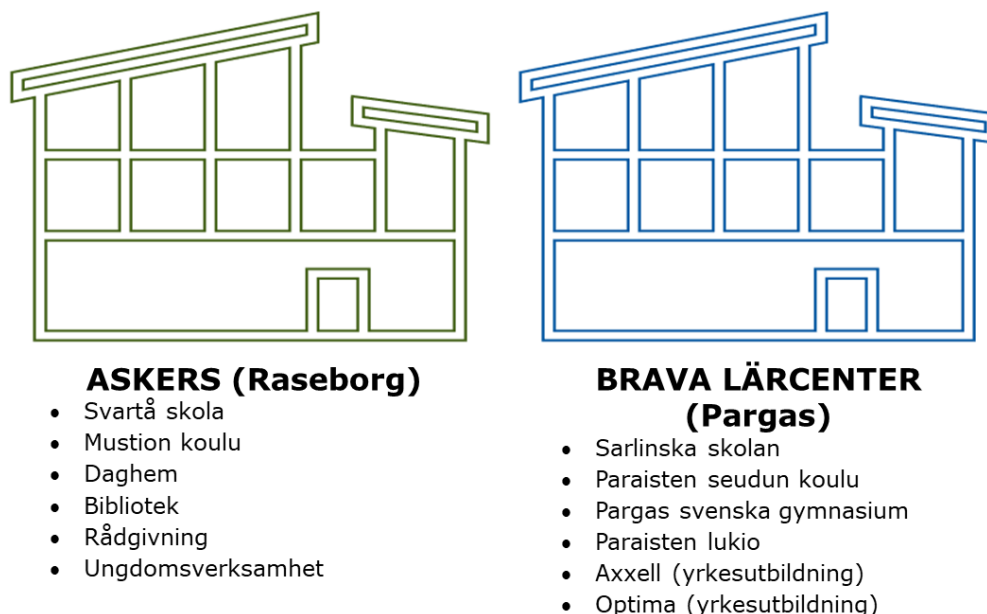 ASKERS (Raseborg)
• Svartå skola
• Mustion koulu
• Daghem
• Bibliotek
• Rådgivning
• Ungdomsverksamhet
BRAVA LÄRCENTER
(Pargas)
• Sarlinska skolan
• Paraisten seudun koulu
• Pargas svenska gymnasium
• Paraisten lukio
• Axxell (yrkesutbildning)
• Optima (yrkesutbildning)